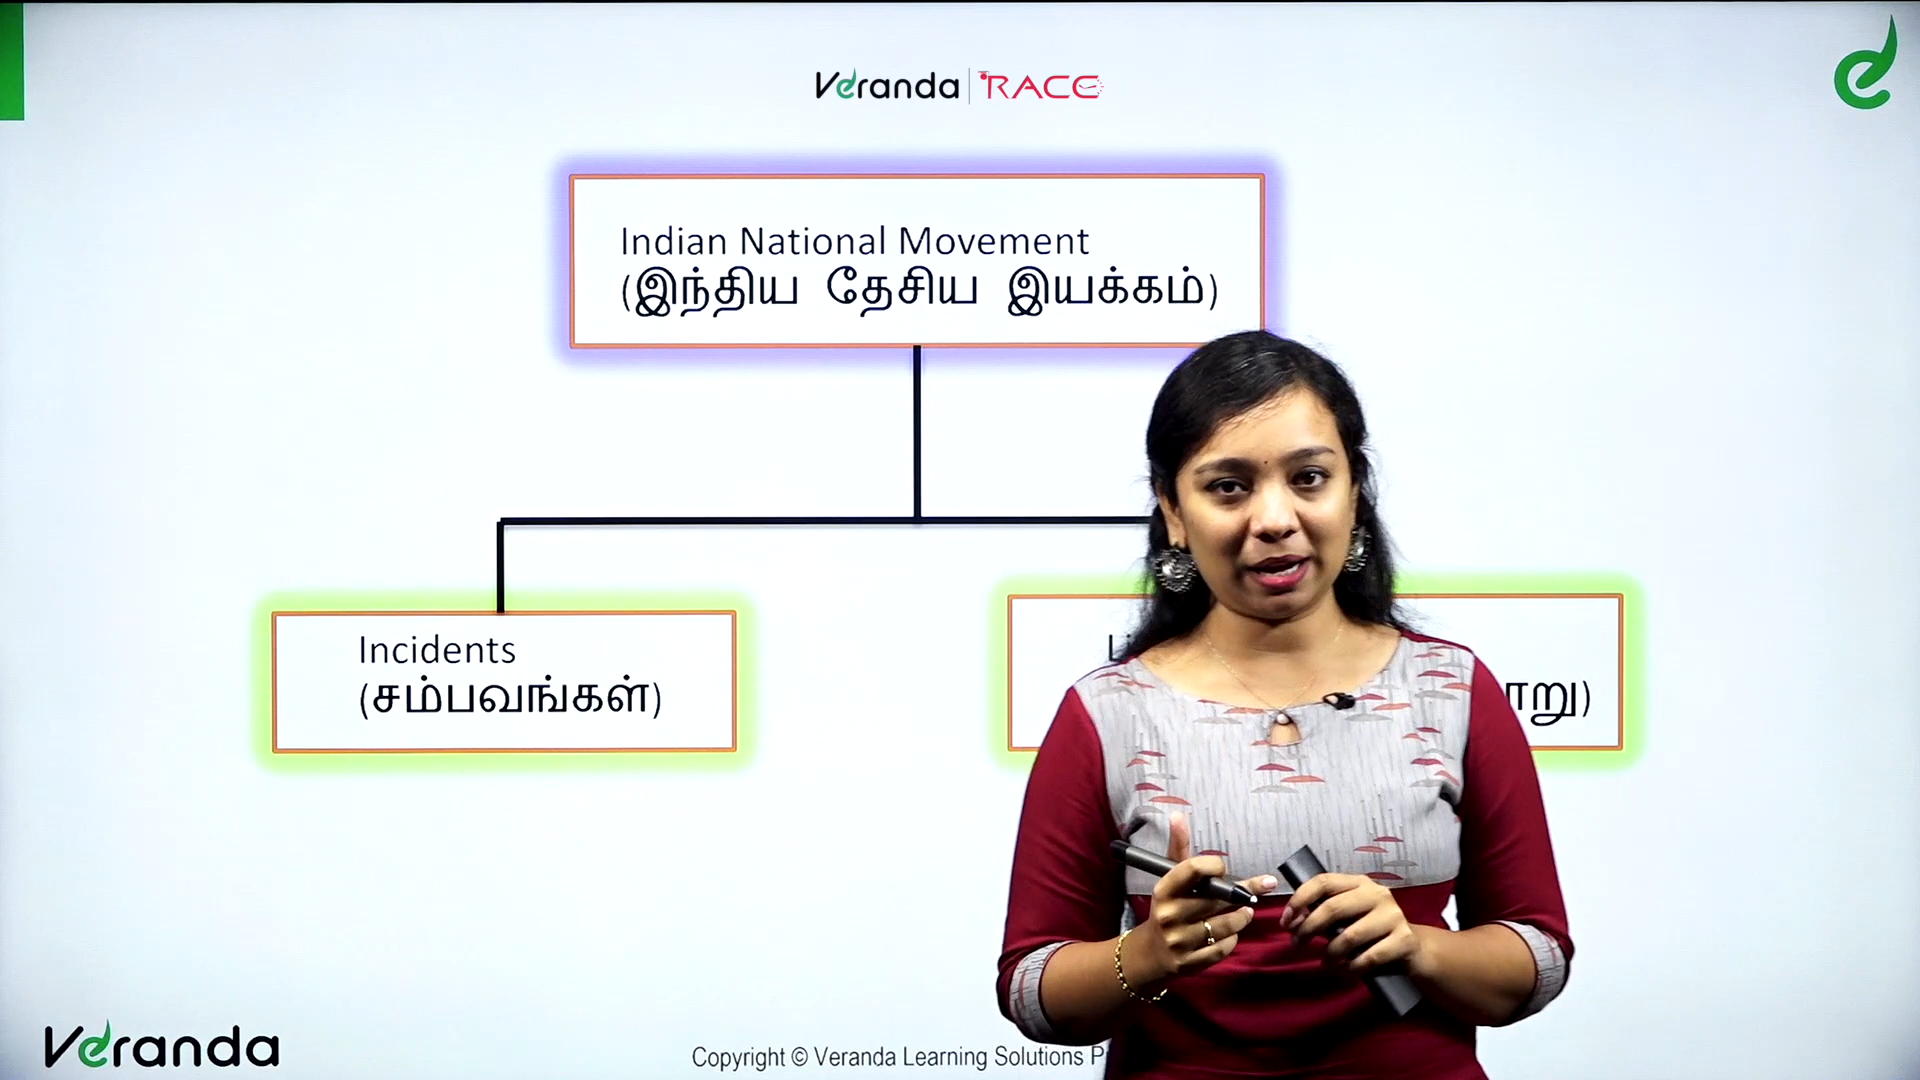 Veranda RACE
Indian National Movement
(இந்திய தேசிய இயக்கம்)
Incidents
(சம்பவங்கள்)
Veranda
Copyright © Veranda Learning Solutions